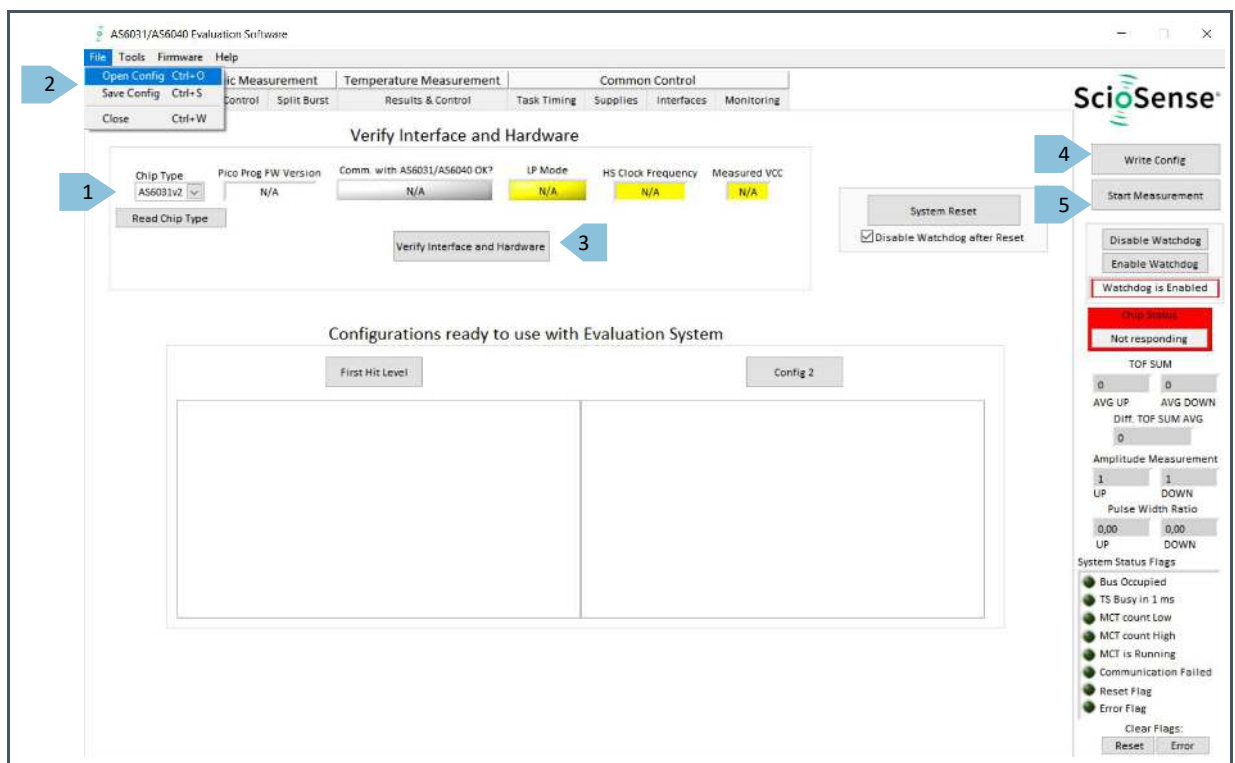 AS6031/AS6040 Evaluation Software
File Tools Firmware Help
2
Open Config Ctrl+O
Save Config Ctrl+S
Close Ctrl+W
ic Measurement Temperature Measurement Common Control
Control Split Burst Results & Control Task Timing Supplies Interfaces Monitoring
ScioSense
Verify Interface and Hardware
1
Chip Type
AS6031v2
Read Chip Type
Pico Prog FW Version
N/A
Comm. with AS6031/AS6040 OK?
N/A
LP Mode
N/A
HS Clock Frequency
N/A
Measured VCC
N/A
Verify Interface and Hardware
3
System Reset
Disable Watchdog after Reset
4
Write Config
5
Start Measurement
Disable Watchdog
Enable Watchdog
Watchdog is Enabled
Chip Status
Not responding
Configurations ready to use with Evaluation System
First Hit Level
Config 2
TOF SUM
0 0
AVG UP AVG DOWN
Diff. TOF SUM AVG
0
Amplitude Measurement
1 1
UP DOWN
Pulse Width Ratio
0,00 0,00
UP DOWN
System Status Flags
Bus Occupied
TS Busy in 1 ms
MCT count Low
MCT count High
MCT is Running
Communication Failed
Reset Flag
Error Flag
Clear Flags:
Reset Error